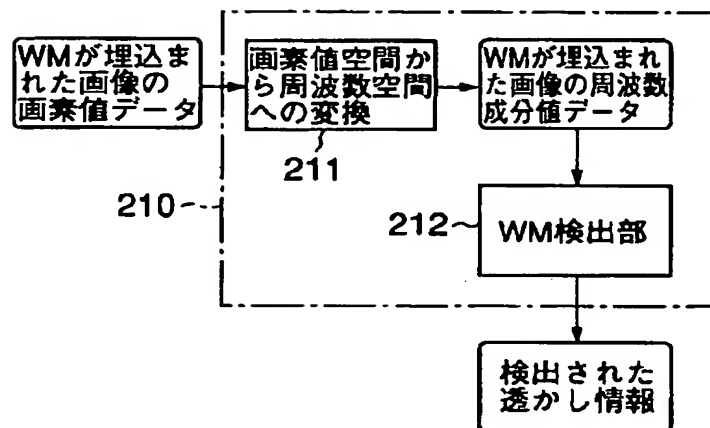 WMが埋込ま
れた画像の
画素値データ
画素値空間か
ら周波数空間
への変換
211
WMが埋込まれ
た画像の周波数
成分値データ
210
212
WM検出部
検出された
透かし情報